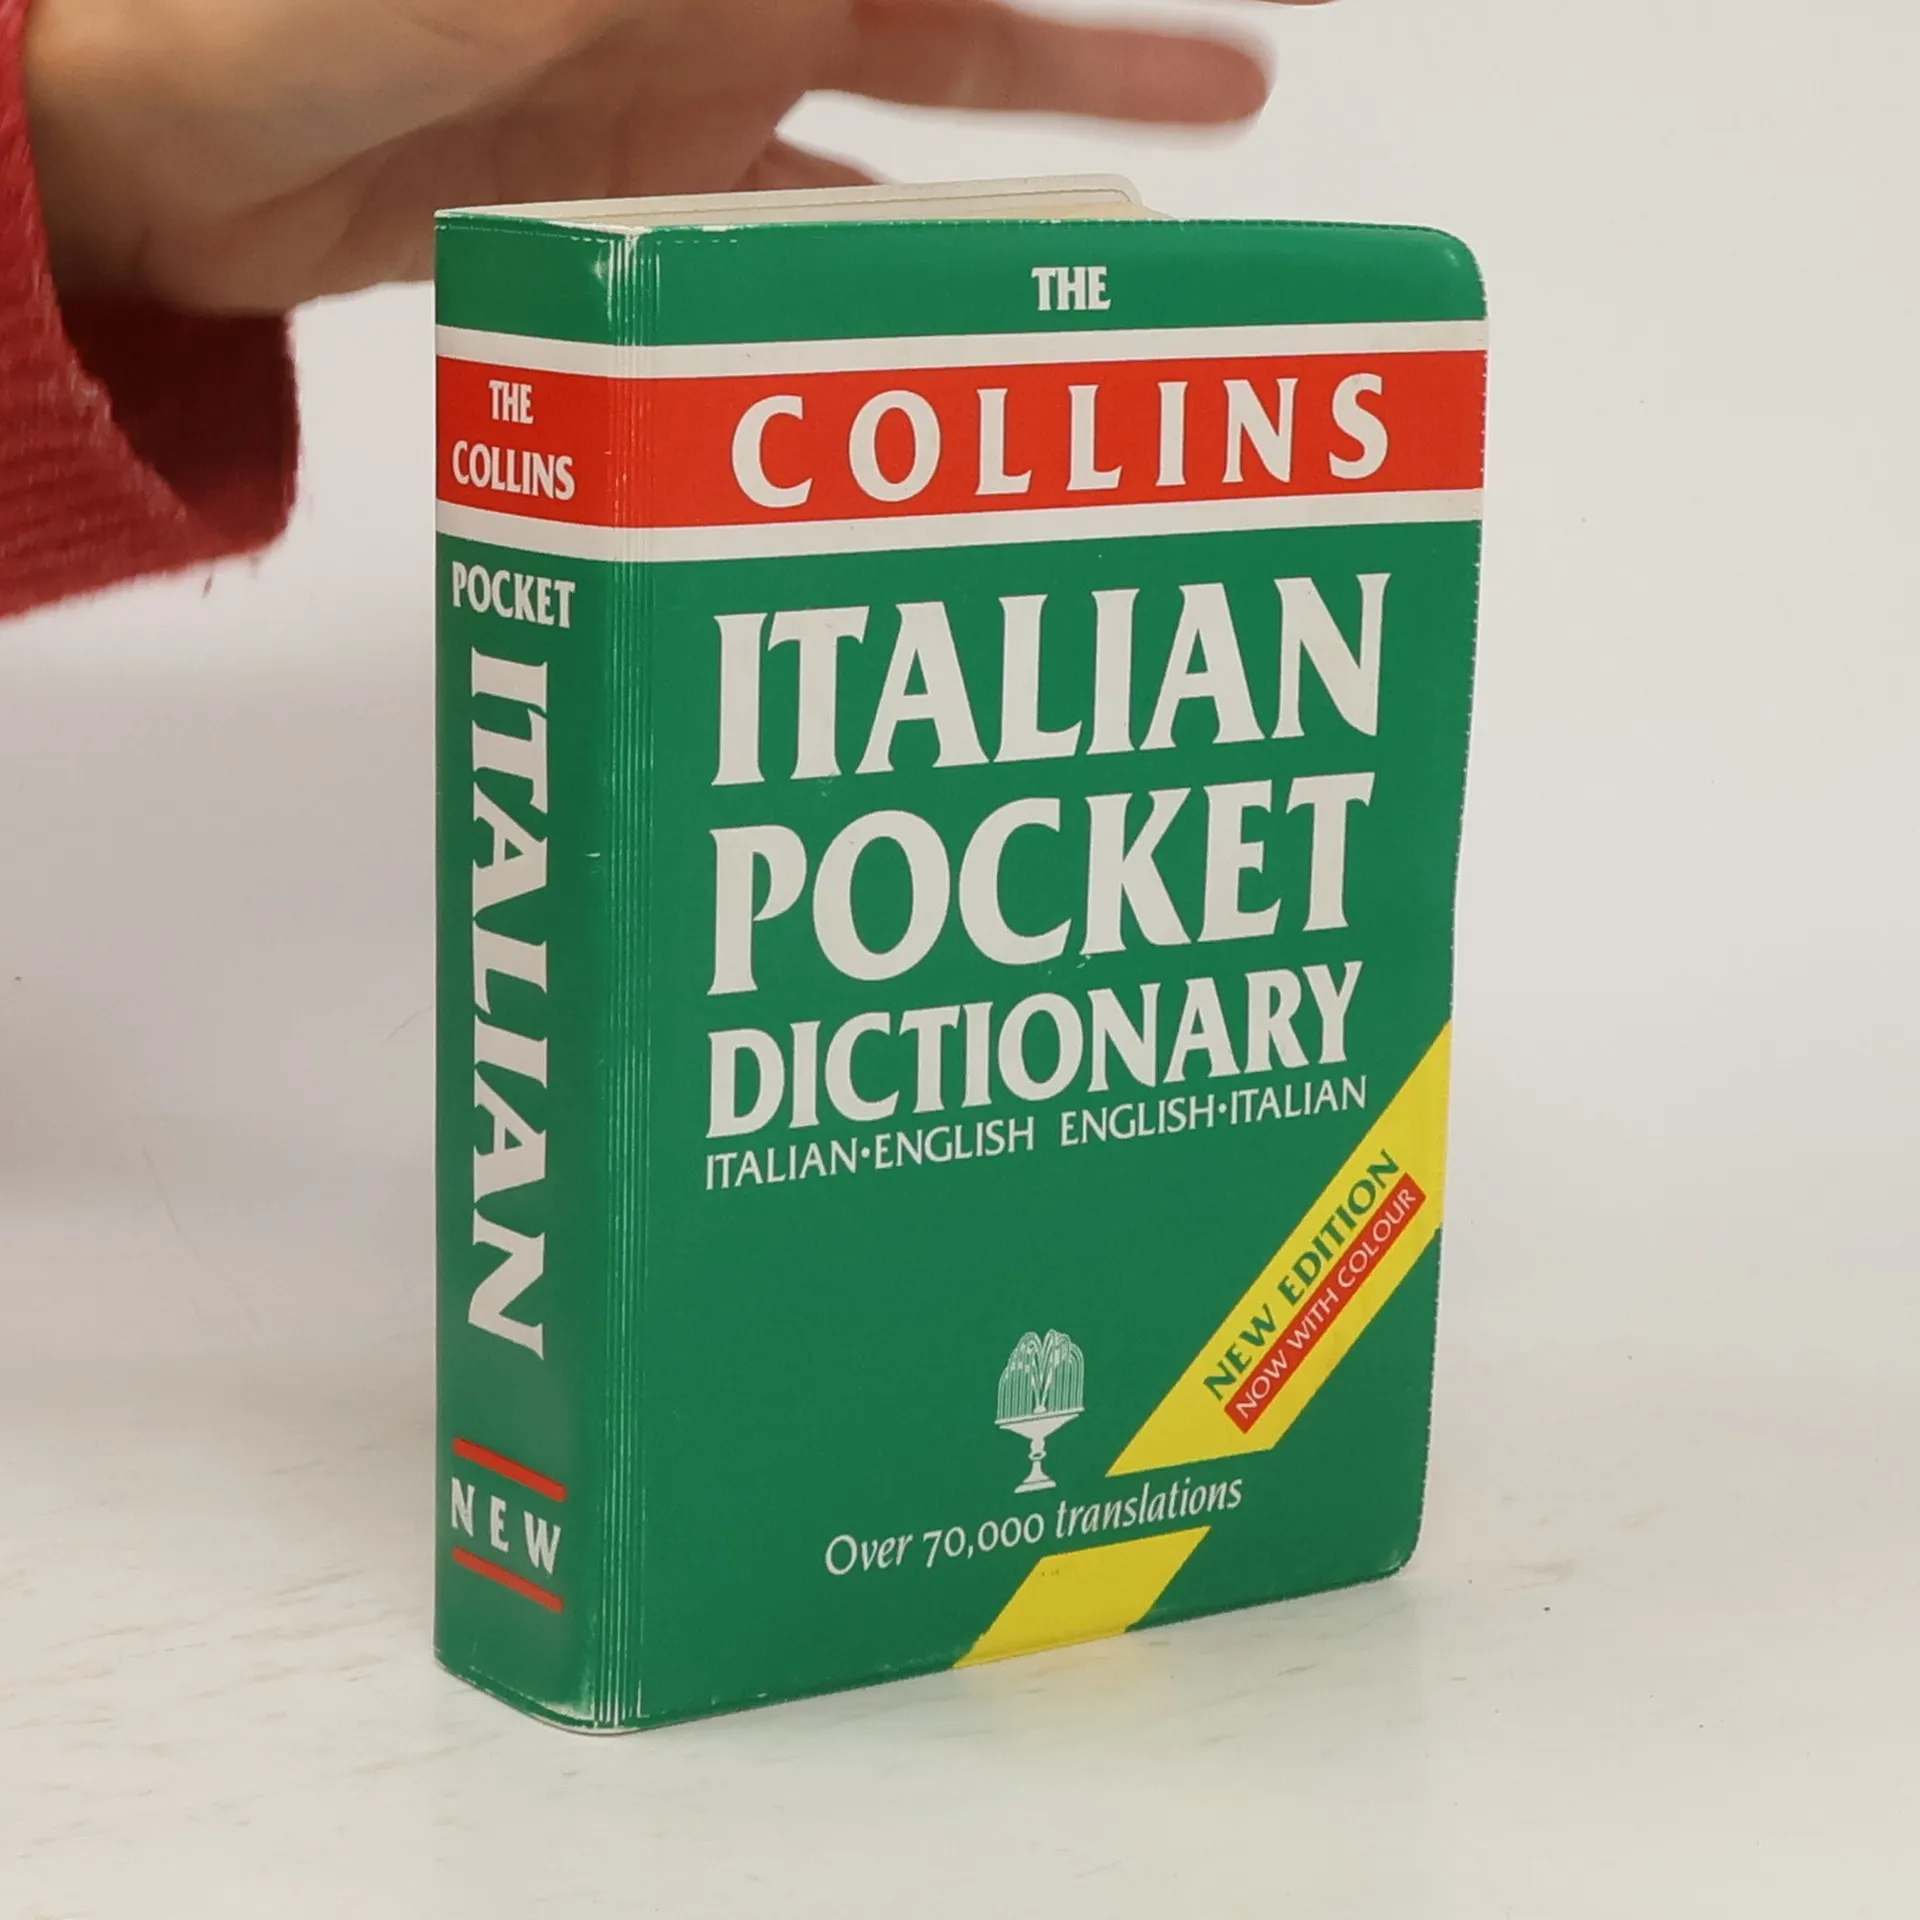 THE
COLLINS
POCKET
ITALIAN
NEW
THE
COLLINS
ITALIAN
POCKET
DICTIONARY
ITALIAN·ENGLISH ENGLISH·ITALIAN
NEW EDITION
NOW WITH COLOUR
Over 70,000 translations